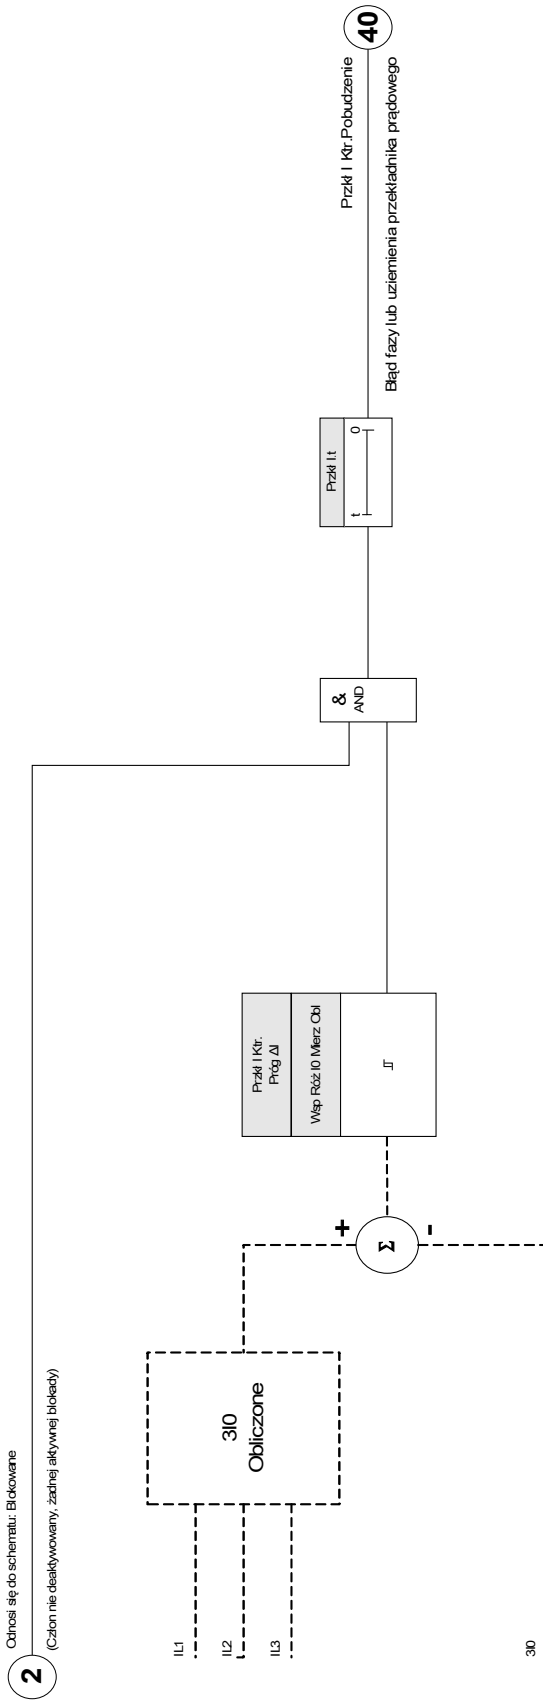 2
Odnosi się do schematu: Blokowane
(Człon nie deaktywowany, żadnej aktywnej blokady)
IL1
IL2
IL3
3I0
Obliczone
3I0
+
Σ
-
Przkł I Ktr.
Próg ΔI
Wsp Róż I0 Mierz Obl
&
AND
Przkł I.t
t
0
Przkł I Ktr.Pobudzenie
Błąd fazy lub uziemienia przekładnika prądowego
40